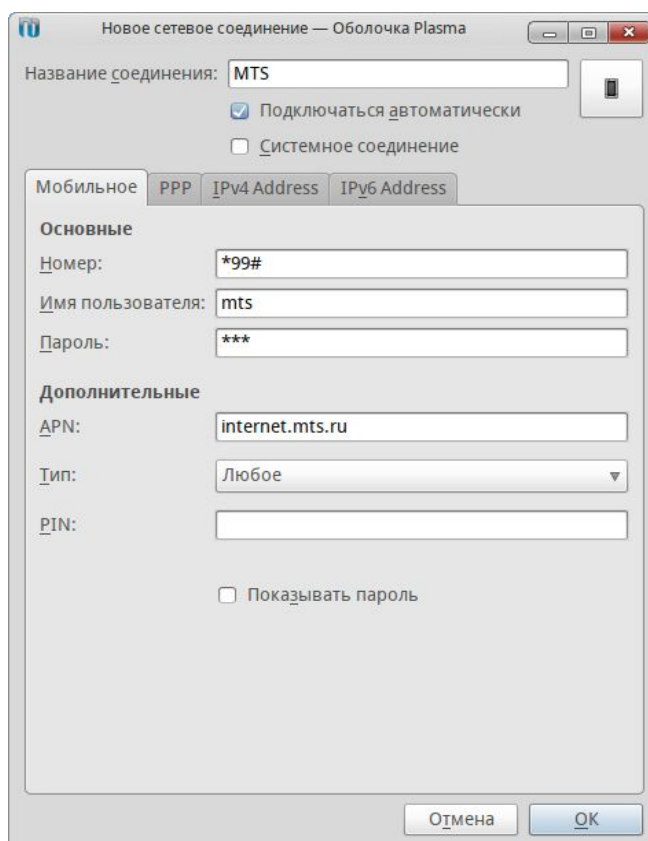 Новое сетевое соединение — Оболочка Plasma
Название соединения: MTS
Подключаться автоматически
Системное соединение
Мобильное PPP IPv4 Address IPv6 Address
Основные
Номер: *99#
Имя пользователя: mts
Пароль: ***
Дополнительные
APN: internet.mts.ru
Тип: Любое
PIN:
Показывать пароль
Отмена OK